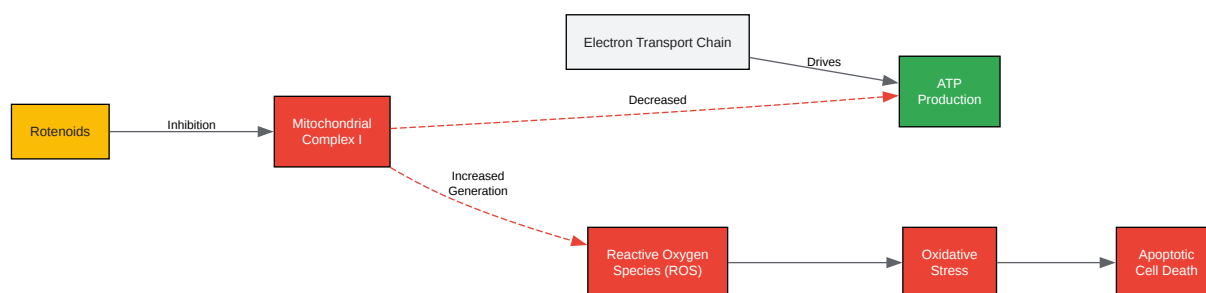 Electron Transport Chain
Drives
ATP
Production
Decreased
Rotenoids
Inhibition
Mitochondrial
Complex I
Increased
Generation
Reactive Oxygen
Species (ROS)
Oxidative
Stress
Apoptotic
Cell Death